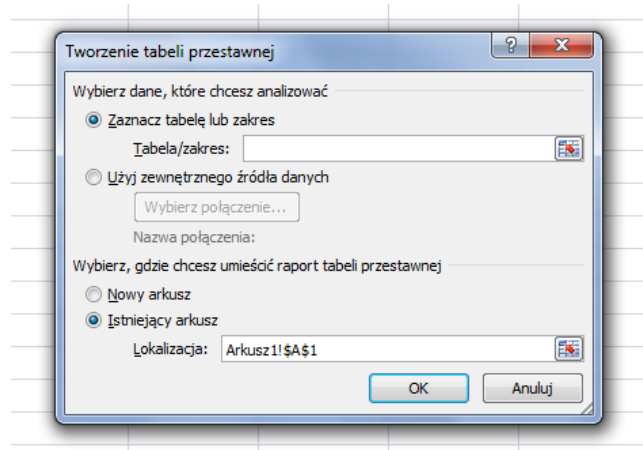 Tworzenie tabeli przestawnej
Wybierz dane, które chcesz analizować
Zaznacz tabelę lub zakres
Tabela/zakres:
Użyj zewnętrznego źródła danych
Wybierz połączenie...
Nazwa połączenia:
Wybierz, gdzie chcesz umieścić raport tabeli przestawnej
Nowy arkusz
Istniejący arkusz
Lokalizacja: Arkusz1!$A$1
OK Anuluj